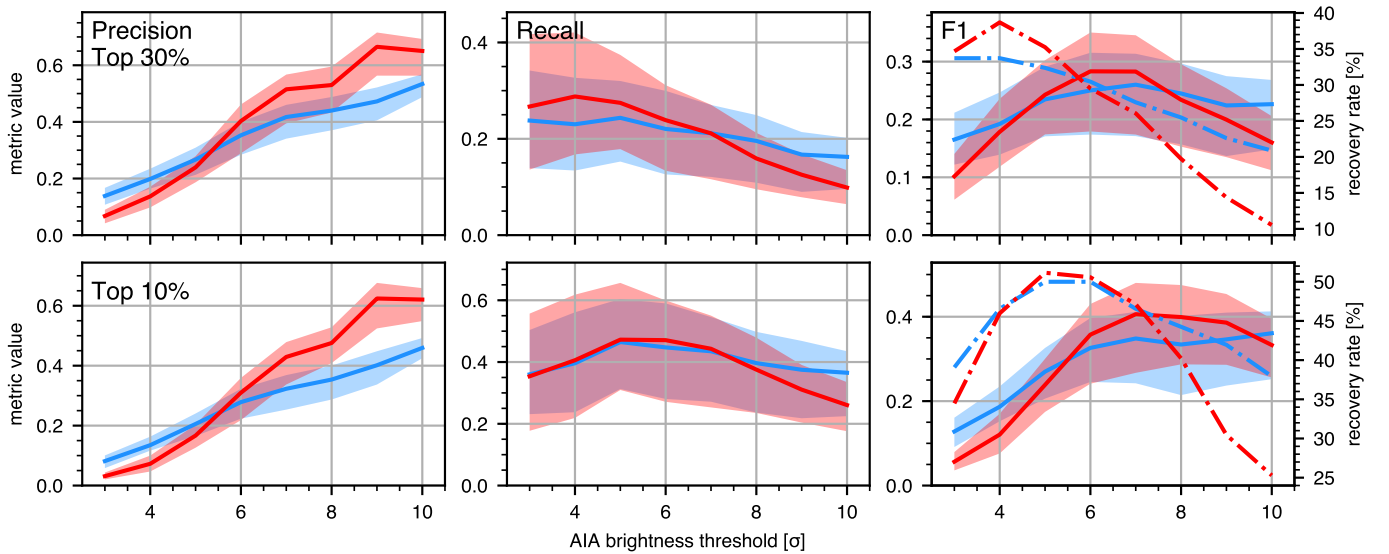 Precision
Top 30%
Recall
F1
metric value
0.6
0.4
0.2
0.0
0.4
0.2
0.0
0.3
0.2
0.1
0.0
40
35
30
25
20
15
10
recovery rate [%]
Top 10%
metric value
0.6
0.4
0.2
0.0
0.6
0.4
0.2
0.0
0.4
0.2
0.0
50
45
40
35
30
25
recovery rate [%]
4 6 8 10
4 6 8 10
4 6 8 10
AIA brightness threshold [σ]